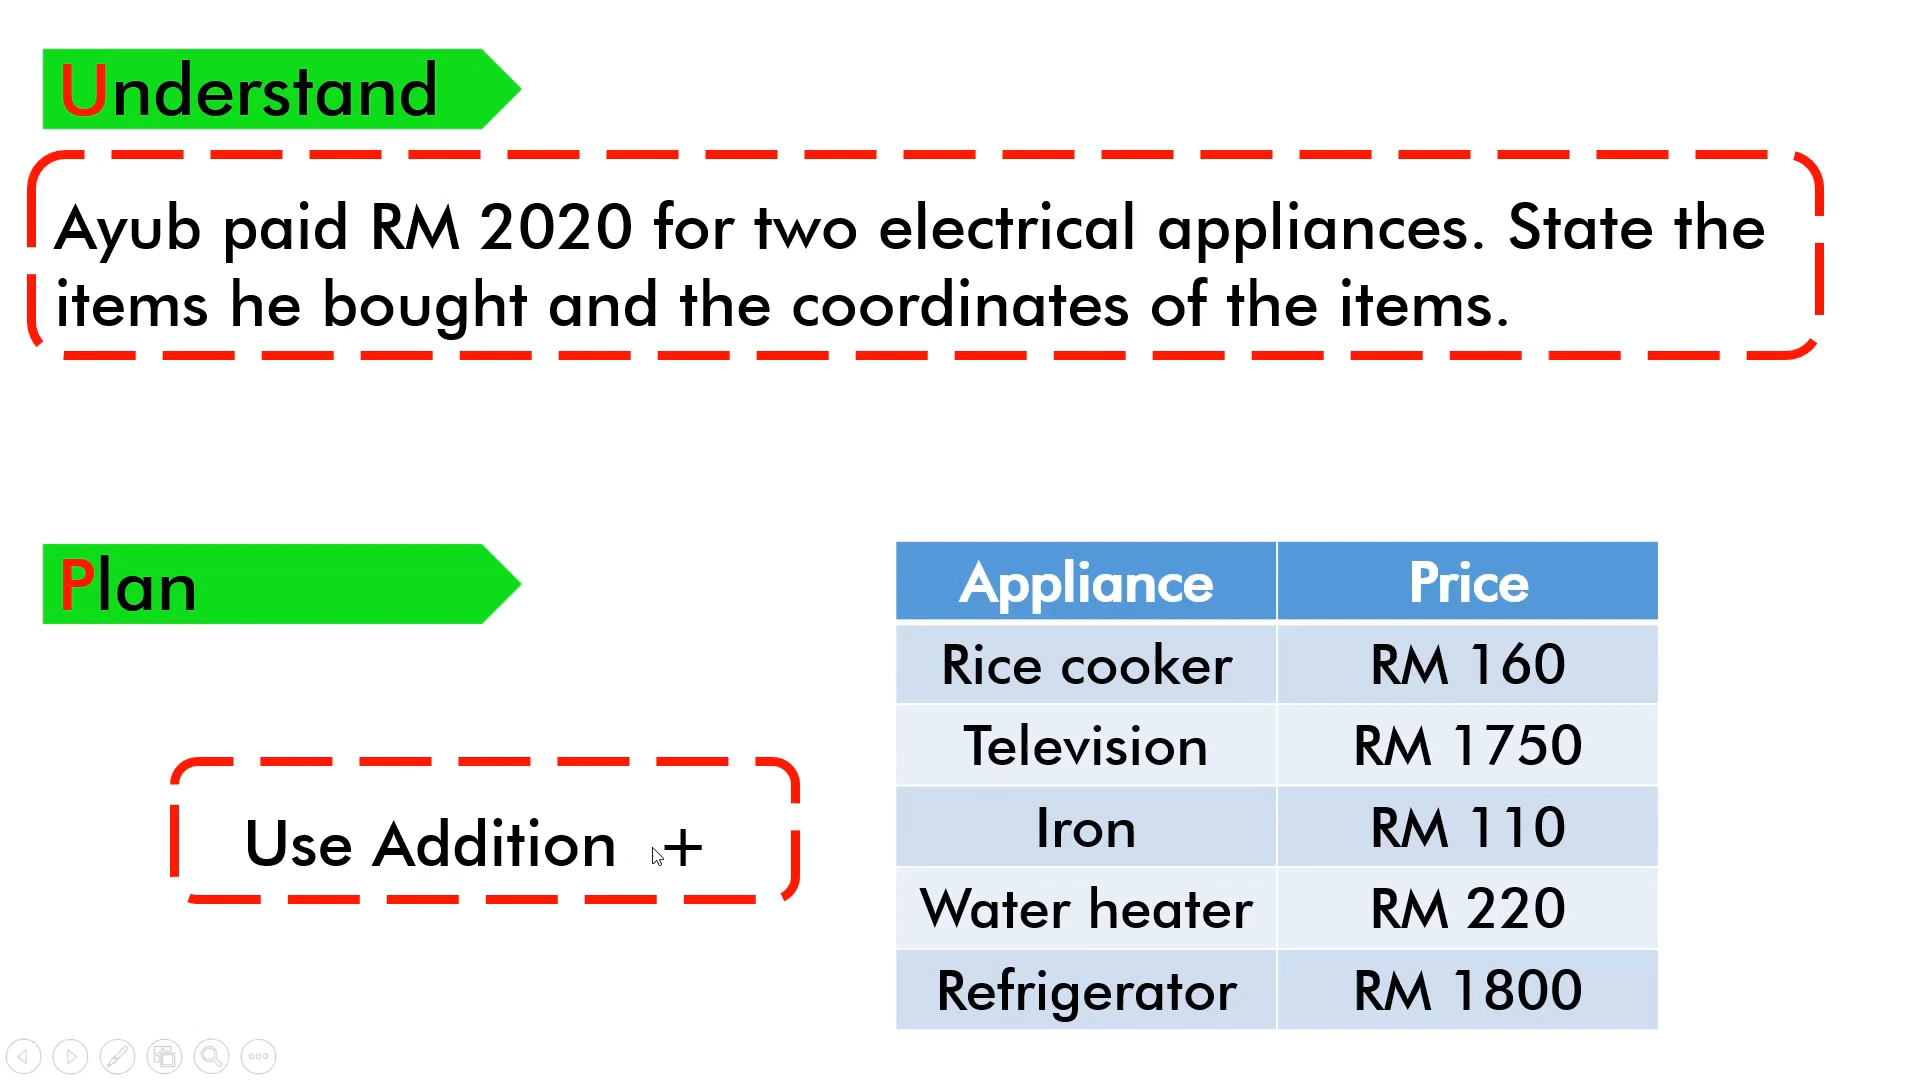 Understand
Ayub paid RM 2020 for two electrical appliances. State the
items he bought and the coordinates of the items.
Plan
Use Addition +
Appliance Price
Rice cooker RM 160
Television RM 1750
Iron RM 110
Water heater RM 220
Refrigerator RM 1800